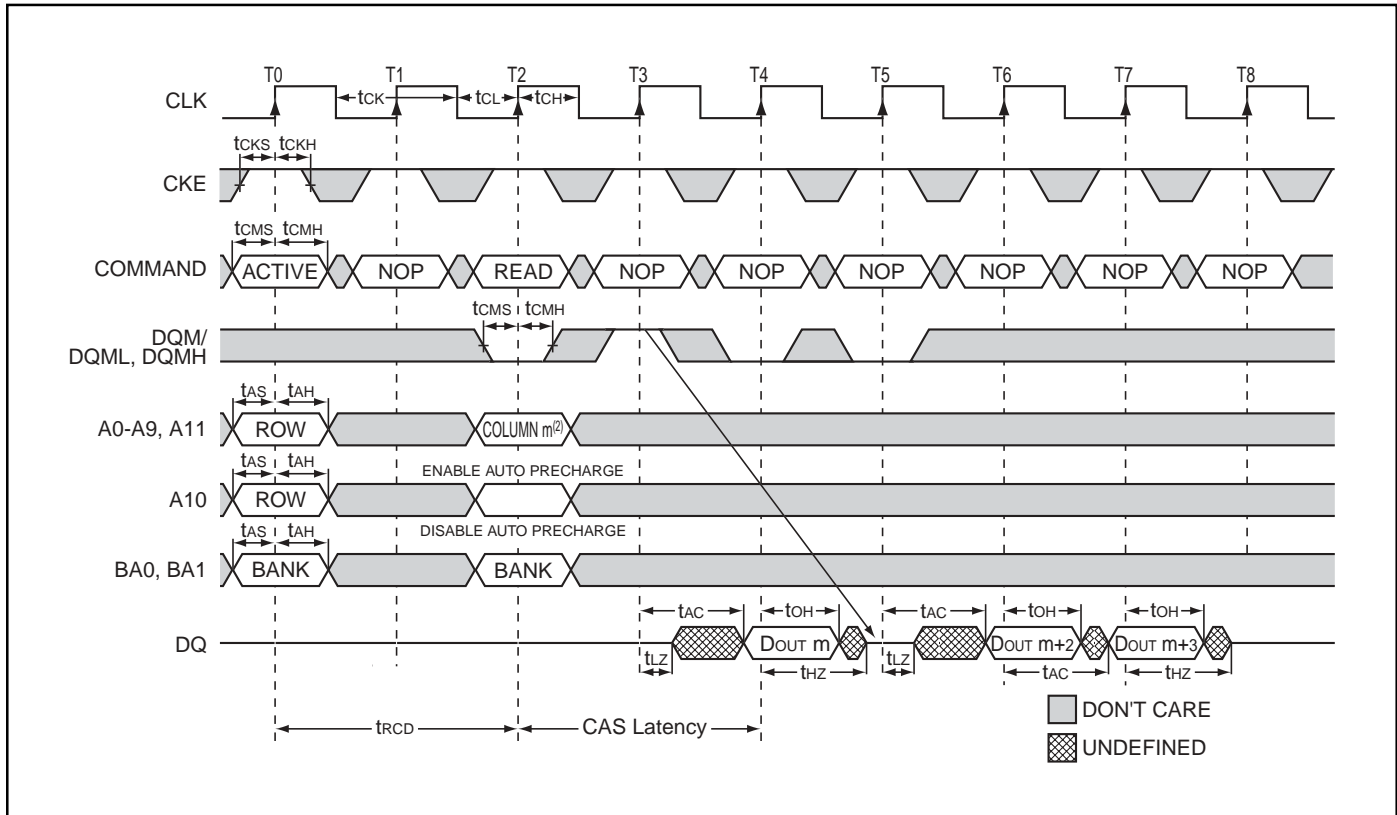 T0 T1 T2 T3 T4 T5 T6 T7 T8
CLK tCK tCL tCH
tCKS tCKH
CKE
tCMS tCMH
COMMAND ACTIVE NOP READ NOP NOP NOP NOP NOP NOP
tCMS tCMH
DQM/
DQML, DQMH
tAS tAH
A0-A9, A11 ROW COLUMN m(2)
tAS tAH ENABLE AUTO PRECHARGE
A10 ROW
tAS tAH DISABLE AUTO PRECHARGE
BA0, BA1 BANK BANK
tAC tOH tAC tOH tOH
DQ DOUT m DOUT m+2 DOUT m+3
tLZ tHZ tLZ tAC tHZ
tRCD CAS Latency
DON'T CARE
UNDEFINED